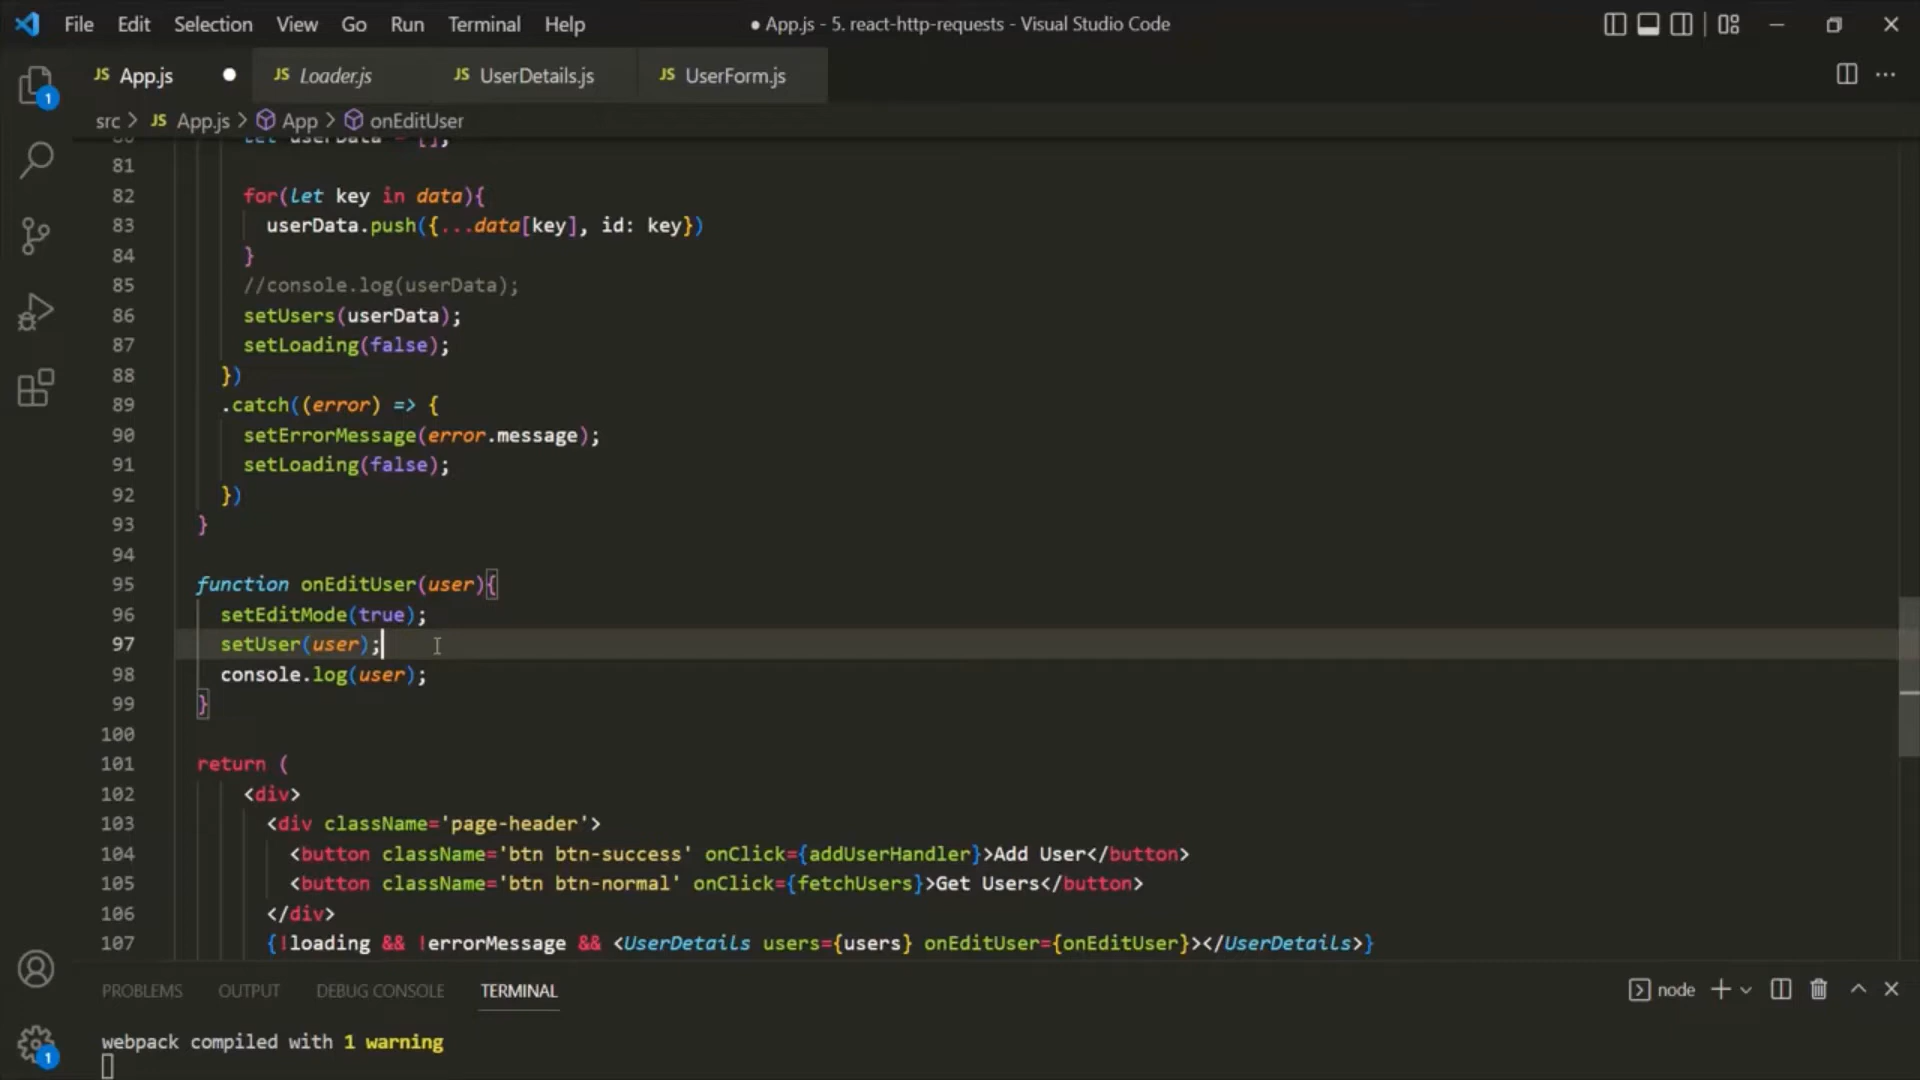 File Edit Selection View Go Run Terminal Help ● App.js - 5. react-http-requests - Visual Studio Code
JS App.js JS Loader.js JS UserDetails.js JS UserForm.js
1
src > JS App.js > App > onEditUser
80 let userData = [];
81
82 for(let key in data){
83 userData.push({...data[key], id: key})
84 }
85 //console.log(userData);
86 setUsers(userData);
87 setLoading(false);
88 })
89 .catch((error) => {
90 setErrorMessage(error.message);
91 setLoading(false);
92 })
93 }
94
95 function onEditUser(user){
96 setEditMode(true);
97 setUser(user);
98 console.log(user);
99 }
100
101 return (
102 <div>
103 <div className='page-header'>
104 <button className='btn btn-success' onClick={addUserHandler}>Add User</button>
105 <button className='btn btn-normal' onClick={fetchUsers}>Get Users</button>
106 </div>
107 {!loading && !errorMessage && <UserDetails users={users} onEditUser={onEditUser}></UserDetails>}
PROBLEMS OUTPUT DEBUG CONSOLE TERMINAL node
webpack compiled with 1 warning
1